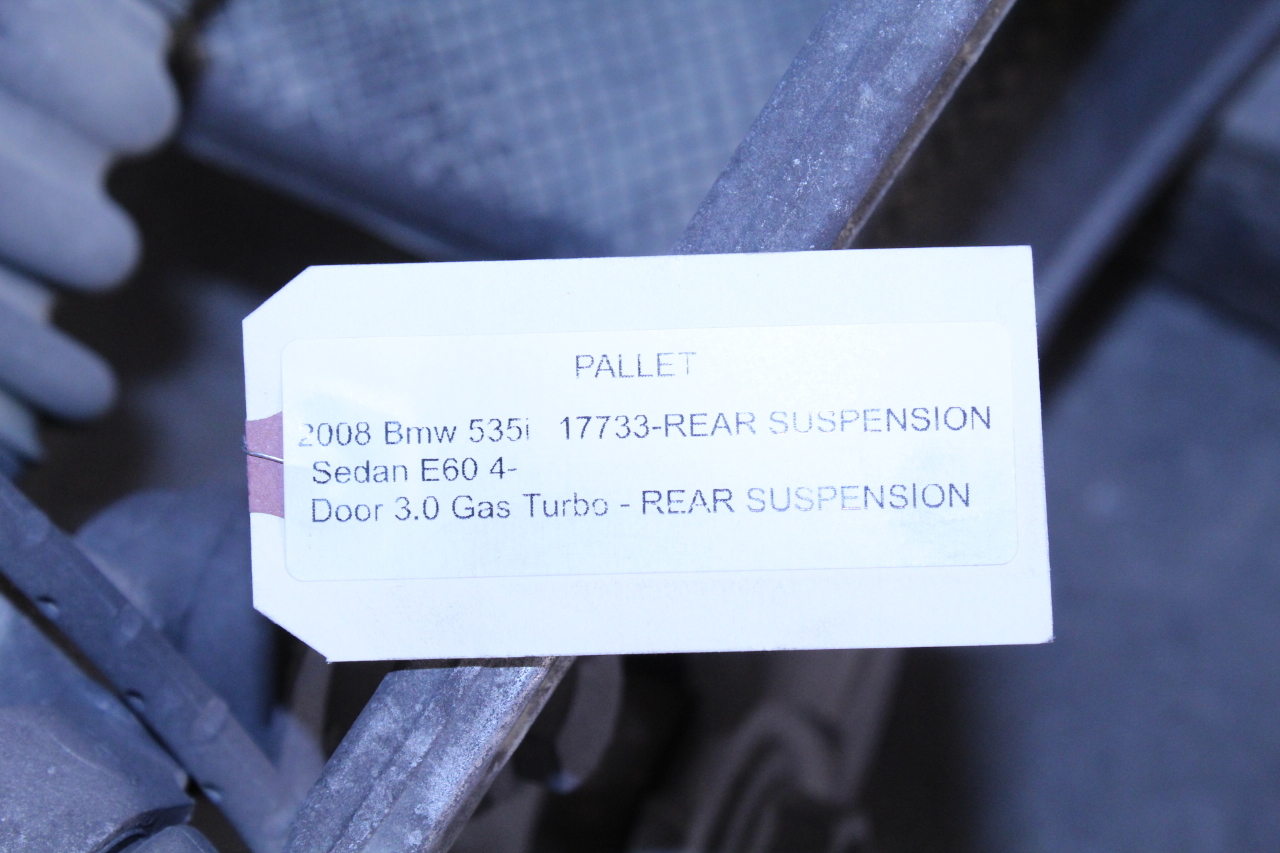 PALLET
2008 Bmw 535i 17733-REAR SUSPENSION
Sedan E60 4-
Door 3.0 Gas Turbo - REAR SUSPENSION